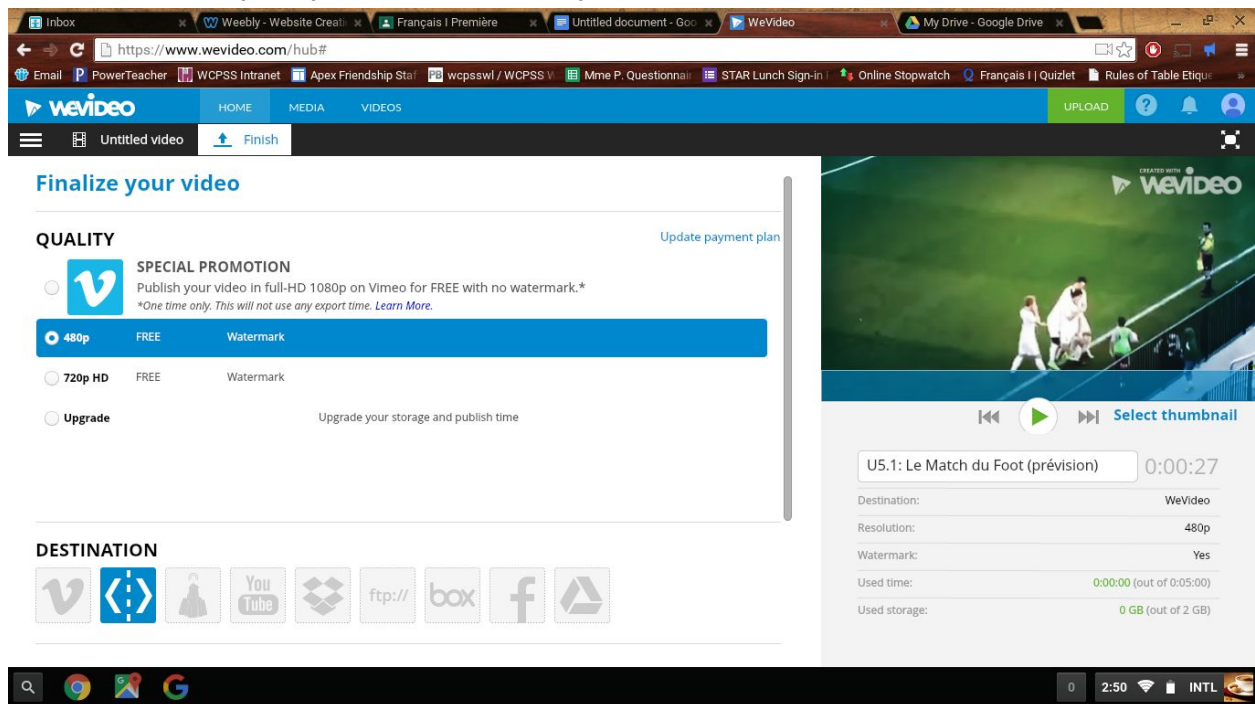 Inbox
Weebly - Website Creati
Français I Première
Untitled document - Goo
WeVideo
My Drive - Google Drive
https://www.wevideo.com/hub#
Email
PowerTeacher
WCPSS Intranet
Apex Friendship Staf
PB wcpsswl / WCPSS W
Mme P. Questionnai
STAR Lunch Sign-in F
Online Stopwatch
Français I | Quizlet
Rules of Table Etique
WEVIDEO
HOME
MEDIA
VIDEOS
UPLOAD
?
Untitled video
Finish
Finalize your video
QUALITY
Update payment plan
SPECIAL PROMOTION
Publish your video in full-HD 1080p on Vimeo for FREE with no watermark.*
*One time only. This will not use any export time. Learn More.
480p FREE Watermark
720p HD FREE Watermark
Upgrade Upgrade your storage and publish time
DESTINATION
You Tube
ftp://
box
CREATED WITH
WEVIDEO
Select thumbnail
U5.1: Le Match du Foot (prévision) 0:00:27
Destination: WeVideo
Resolution: 480p
Watermark: Yes
Used time: 0:00:00 (out of 0:05:00)
Used storage: 0 GB (out of 2 GB)
0 2:50 INTL